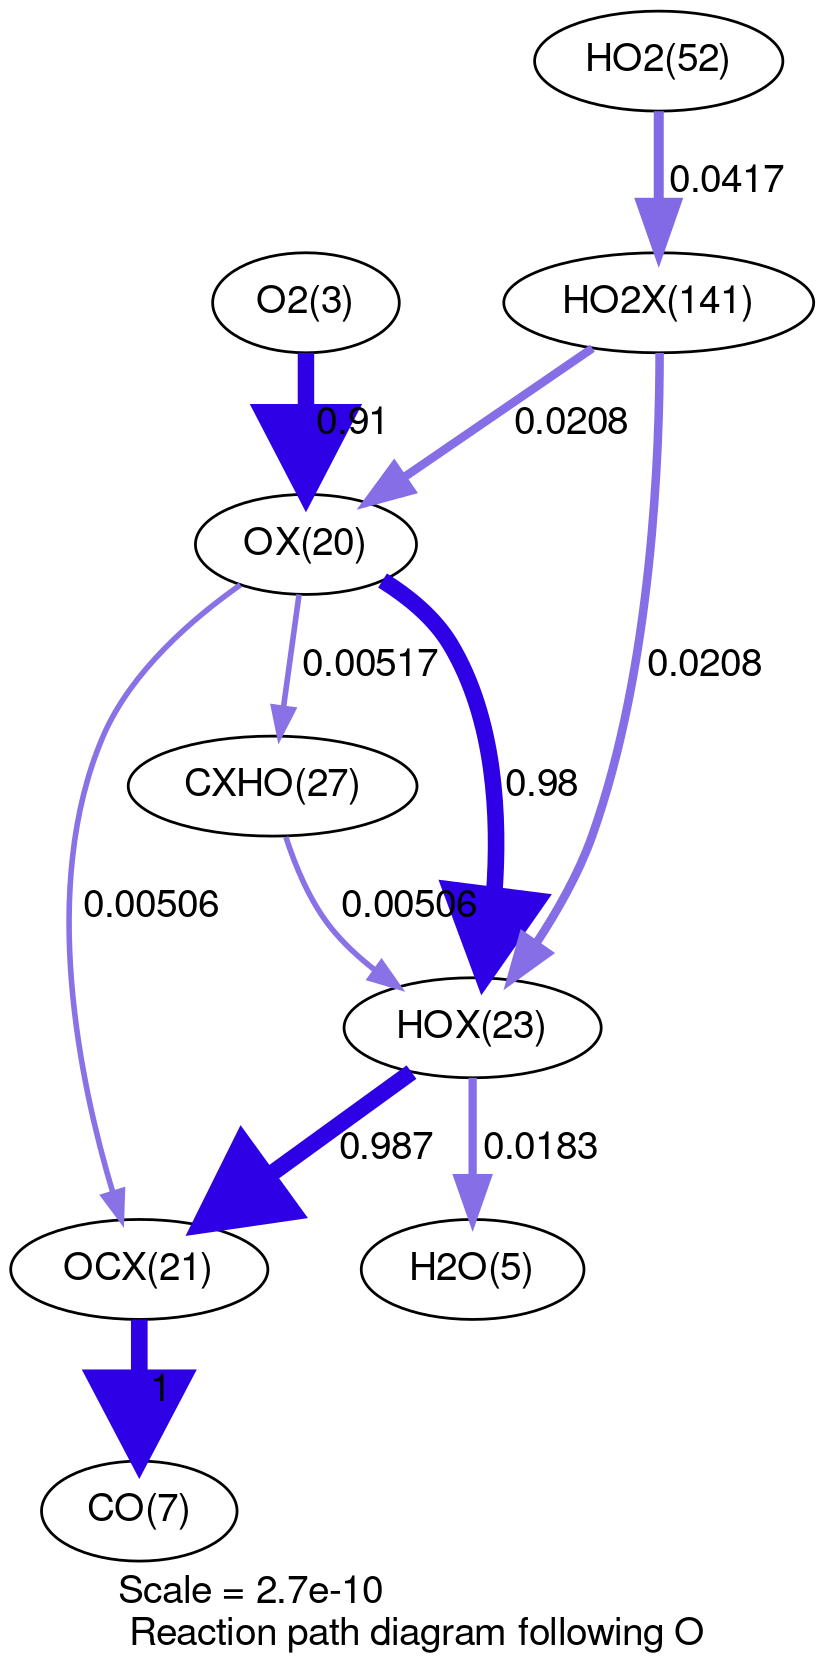 HO2(52)
0.0417
O2(3)
HO2X(141)
0.91
0.0208
OX(20)
0.00517
0.0208
CXHO(27)
0.98
0.00506
0.00506
HOX(23)
0.987
0.0183
OCX(21)
H2O(5)
1
CO(7)
Scale = 2.7e-10
Reaction path diagram following O